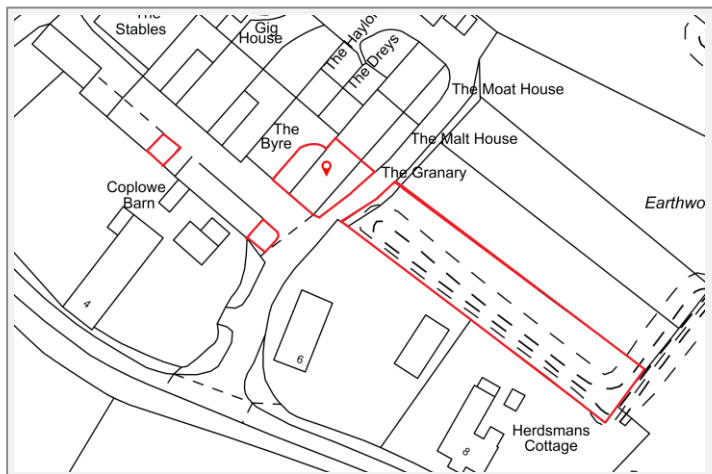 The
Stables
Gig
House
The Haylo
The Dreys
The Moat House
The
Byre
The Malt House
The Granary
Coplowe
Barn
Earthwo
4
6
8
Herdsmans
Cottage